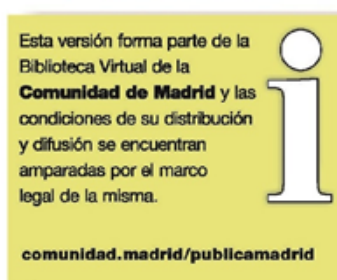 Esta versión forma parte de la
Biblioteca Virtual de la
Comunidad de Madrid y las
condiciones de su distribución
y difusión se encuentran
amparadas por el marco
legal de la misma.
i
comunidad.madrid/publicamadrid